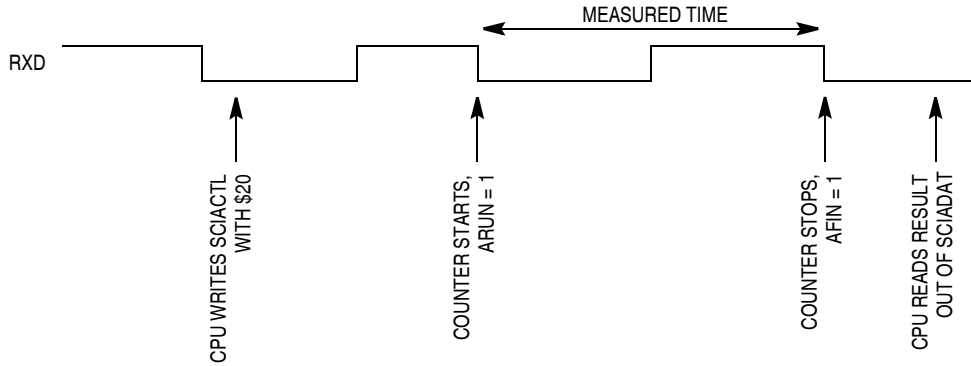 MEASURED TIME
RXD
CPU WRITES SCIACTL
WITH $20
COUNTER STARTS,
ARUN = 1
COUNTER STOPS,
AFIN = 1
CPU READS RESULT
OUT OF SCIADAT